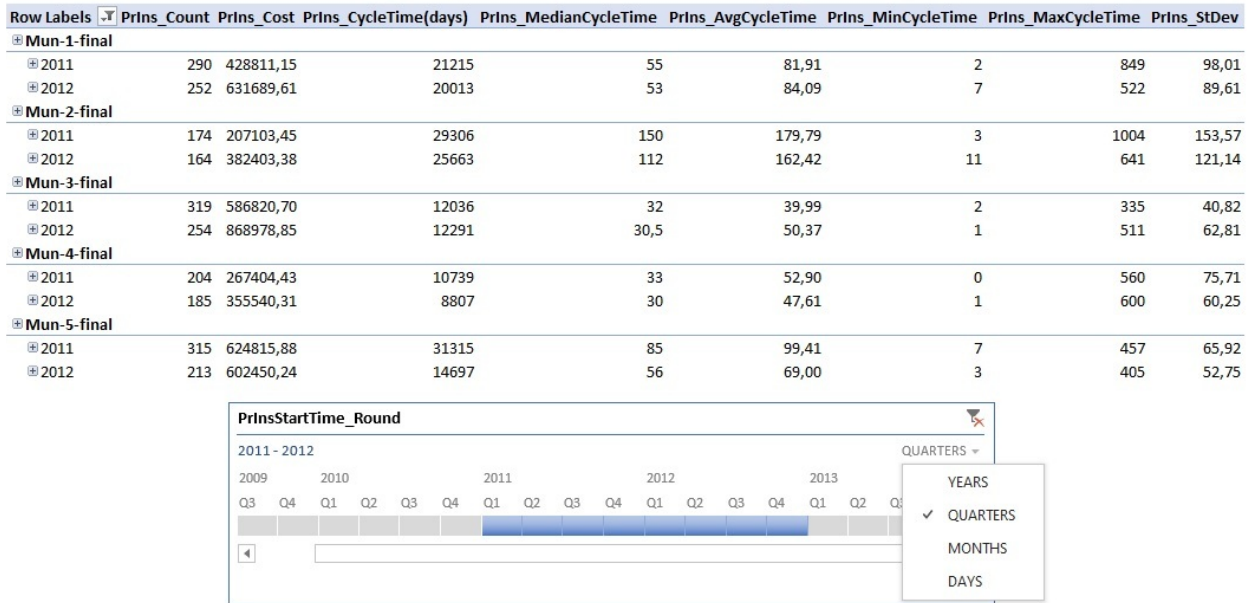 Row Labels PrIns_Count PrIns_Cost PrIns_CycleTime(days) PrIns_MedianCycleTime PrIns_AvgCycleTime PrIns_MinCycleTime PrIns_MaxCycleTime PrIns_StDev
Mun-1-final
2011 290 428811,15 21215 55 81,91 2 849 98,01
2012 252 631689,61 20013 53 84,09 7 522 89,61
Mun-2-final
2011 174 207103,45 29306 150 179,79 3 1004 153,57
2012 164 382403,38 25663 112 162,42 11 641 121,14
Mun-3-final
2011 319 586820,70 12036 32 39,99 2 335 40,82
2012 254 868978,85 12291 30,5 50,37 1 511 62,81
Mun-4-final
2011 204 267404,43 10739 33 52,90 0 560 75,71
2012 185 355540,31 8807 30 47,61 1 600 60,25
Mun-5-final
2011 315 624815,88 31315 85 99,41 7 457 65,92
2012 213 602450,24 14697 56 69,00 3 405 52,75
PrInsStartTime_Round
2011 - 2012 QUARTERS
2009 2010 2011 2012 2013
Q3 Q4 Q1 Q2 Q3 Q4 Q1 Q2 Q3 Q4 Q1 Q2 Q3 Q4 Q1 Q2
YEARS
QUARTERS
MONTHS
DAYS